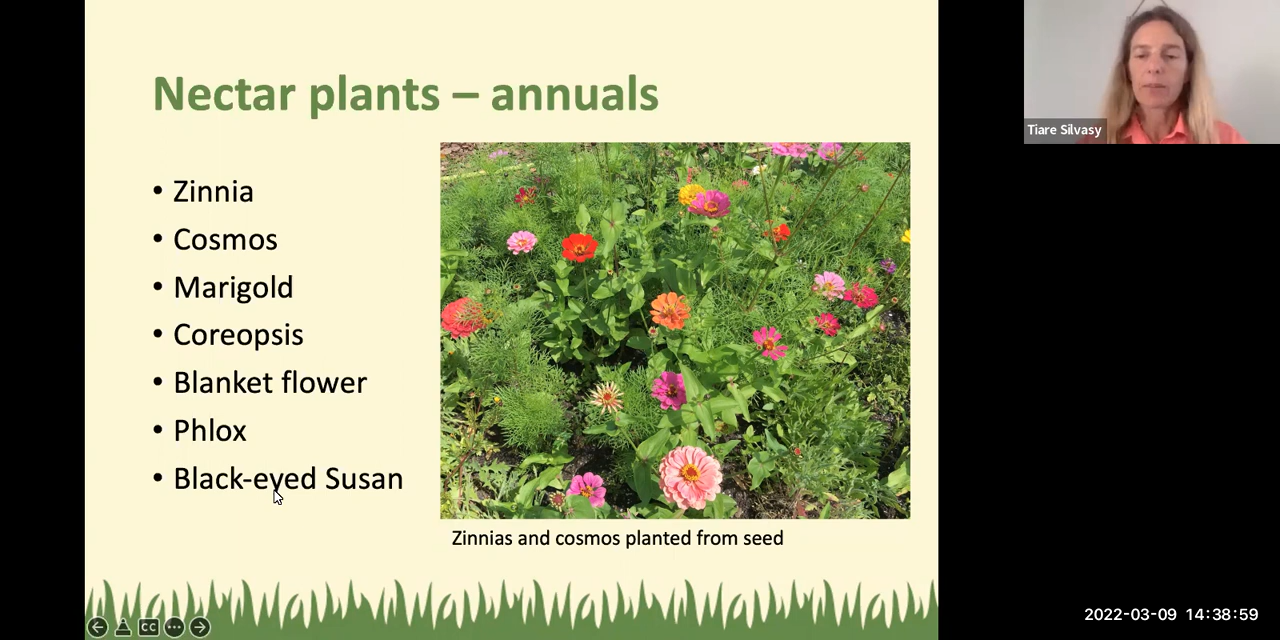 Nectar plants – annuals
• Zinnia
• Cosmos
• Marigold
• Coreopsis
• Blanket flower
• Phlox
• Black-eyed Susan
Zinnias and cosmos planted from seed
CC
Tiare Silvasy
2022-03-09 14:38:59